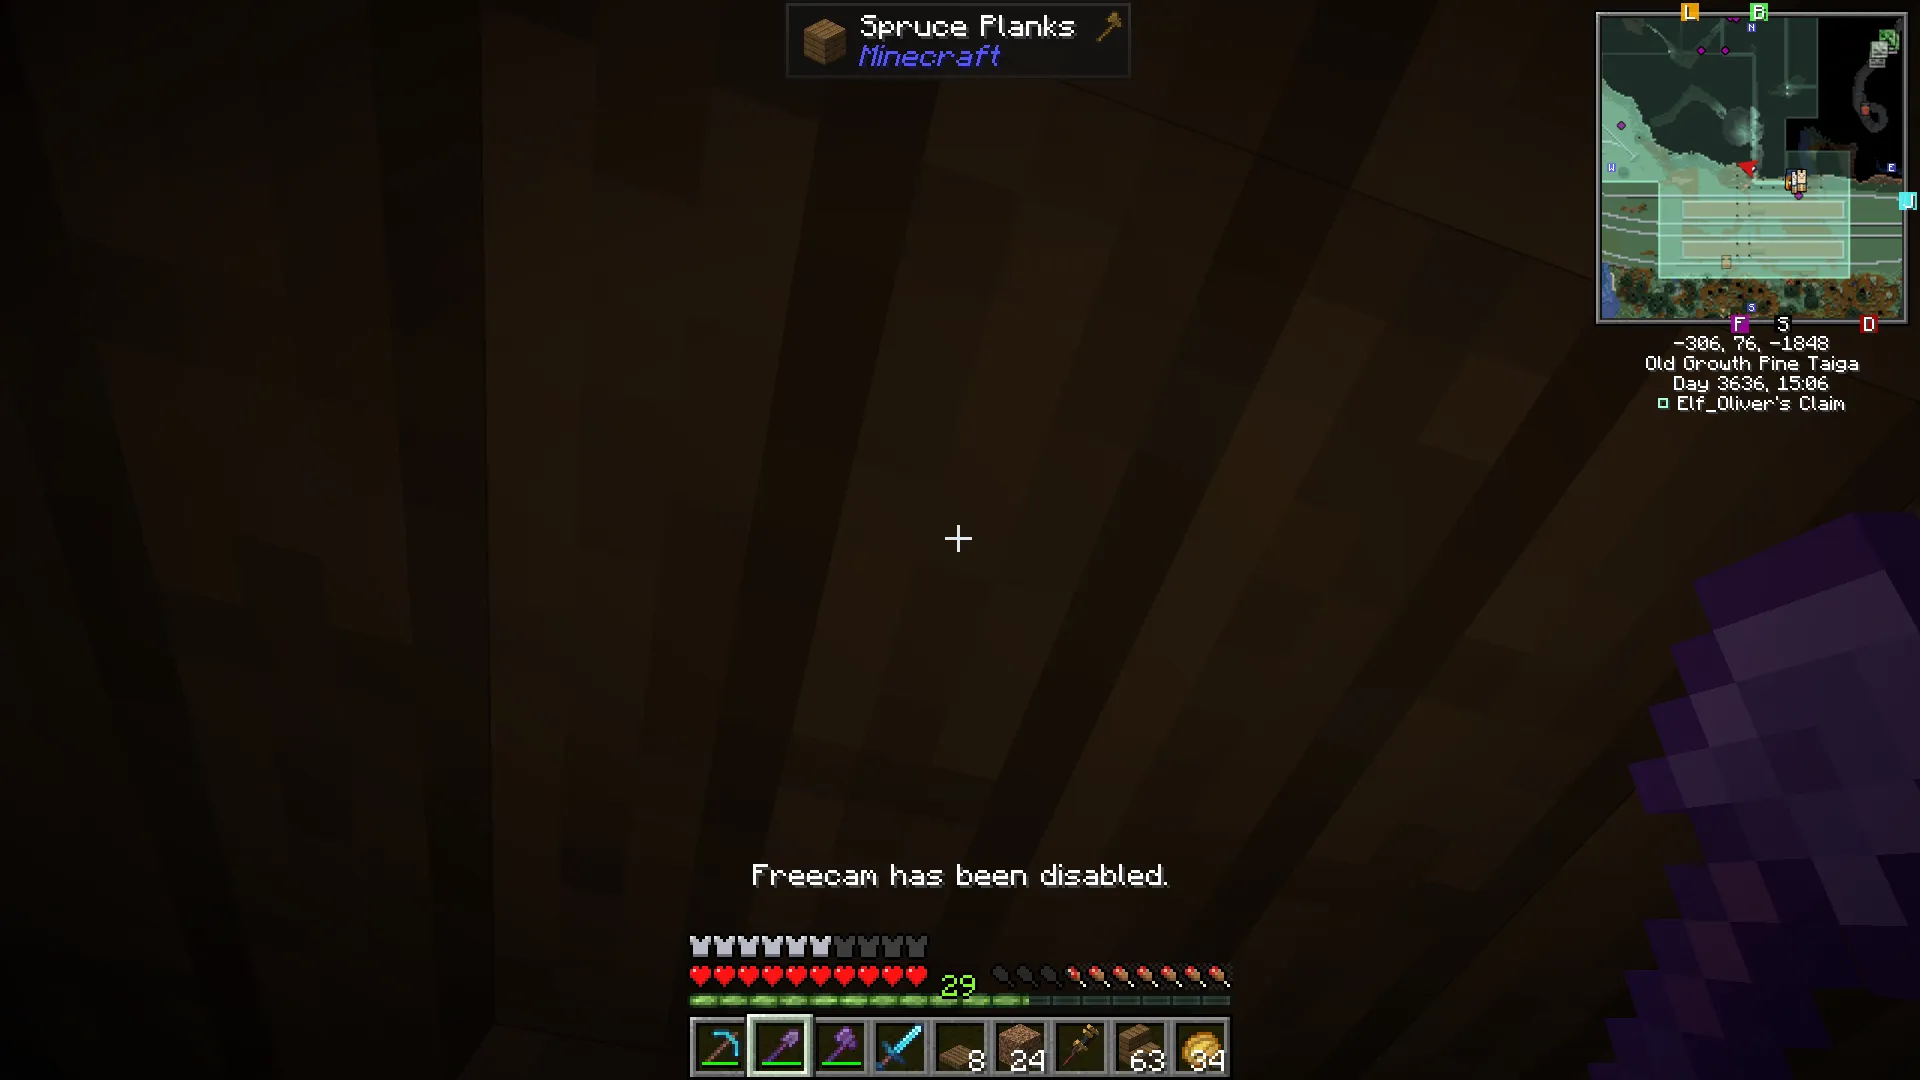 Spruce Planks
Minecraft
L
B
N
W
E
J
S
F
S
D
-306, 76, -1848
Old Growth Pine Taiga
Day 3636, 15:06
Elf_Oliver's Claim
Freecam has been disabled.
29
8
24
63
34